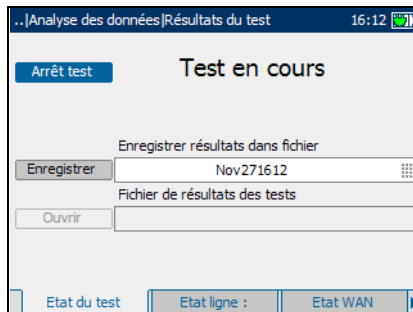 ..|Analyse des données|Résultats du test 16:12
Arrêt test Test en cours
Enregistrer résultats dans fichier
Enregistrer Nov271612
Fichier de résultats des tests
Ouvrir
Etat du test Etat ligne : Etat WAN